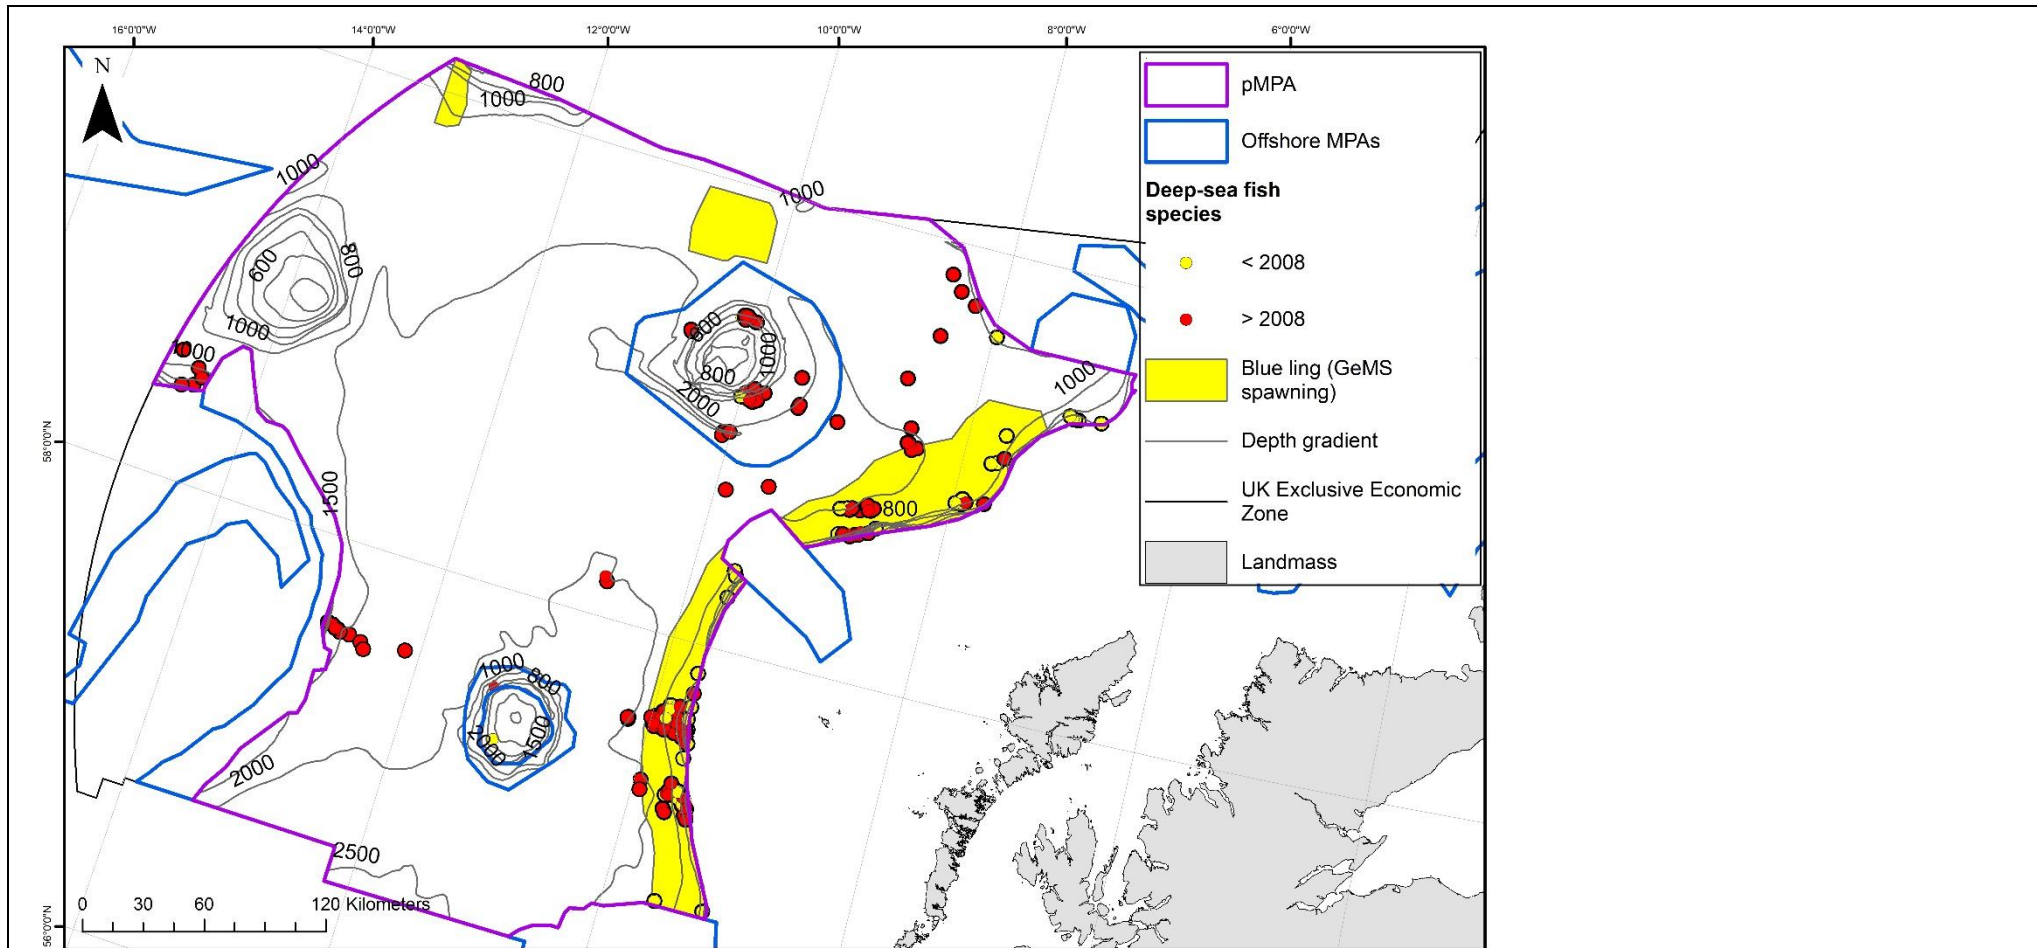 16°0'0"W
14°0'0"W
12°0'0"W
10°0'0"W
8°0'0"W
6°0'0"W
N
800
1000
1000
1000
600
800
1000
800
1000
800
2000
1000
1500
800
58°0'0"N
1000
800
1500
2000
2500
56°0'0"N
0 30 60 120 Kilometers
pMPA
Offshore MPAs
Deep-sea fish
species
< 2008
> 2008
Blue ling (GeMS
spawning)
Depth gradient
UK Exclusive Economic
Zone
Landmass